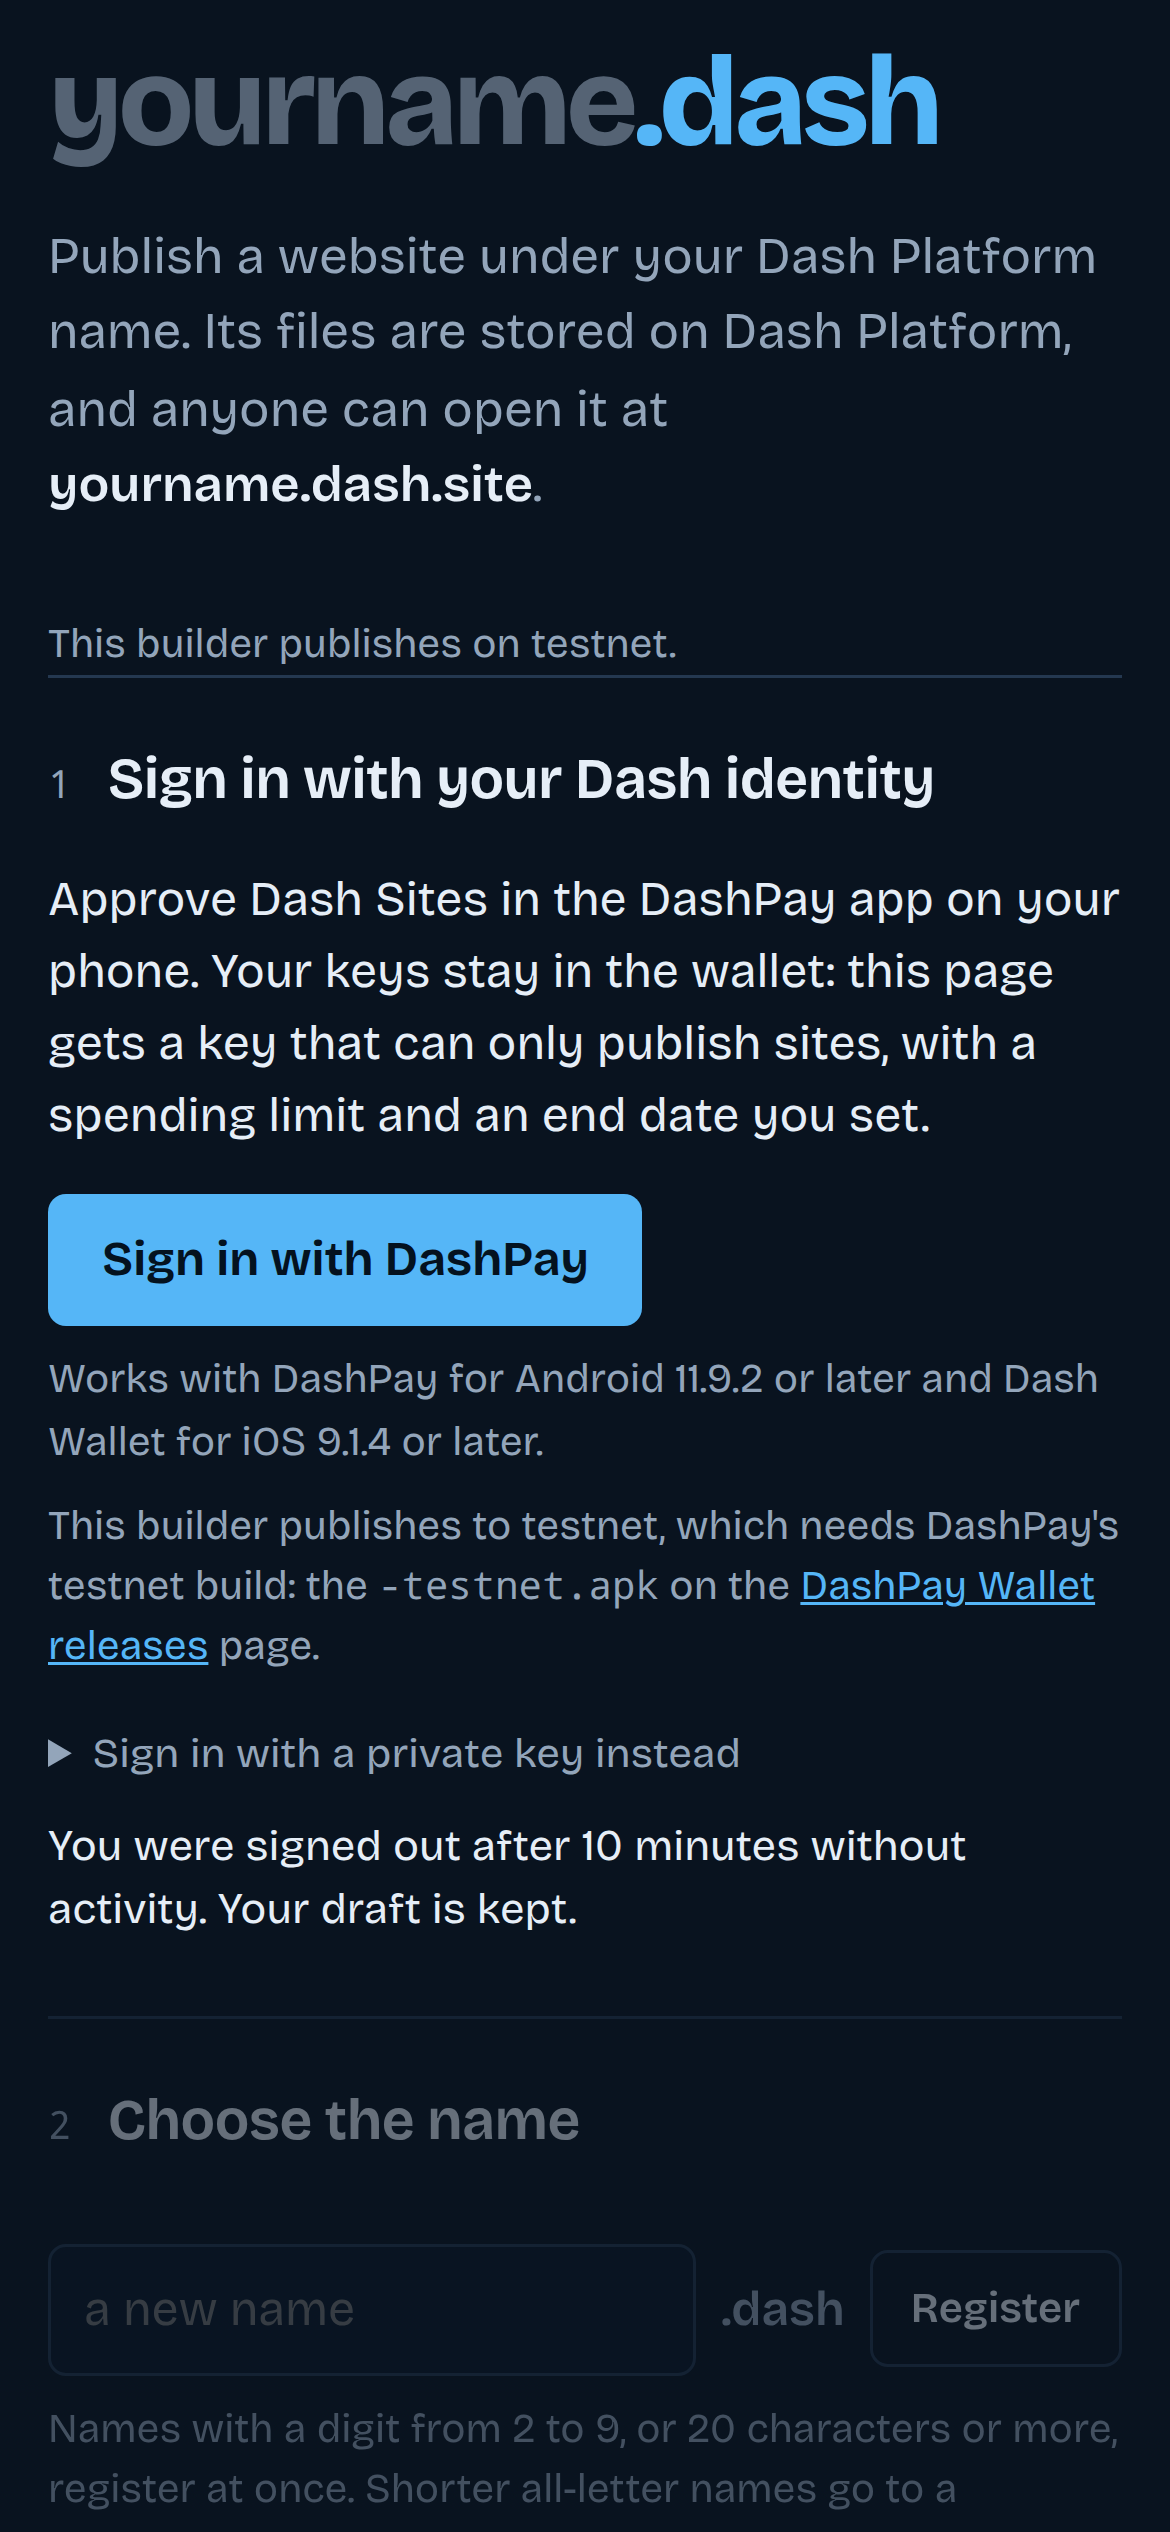 yourname.dash
Publish a website under your Dash Platform
name. Its files are stored on Dash Platform,
and anyone can open it at
yourname.dash.site.
This builder publishes on testnet.
1 Sign in with your Dash identity
Approve Dash Sites in the DashPay app on your
phone. Your keys stay in the wallet: this page
gets a key that can only publish sites, with a
spending limit and an end date you set.
Sign in with DashPay
Works with DashPay for Android 11.9.2 or later and Dash
Wallet for iOS 9.1.4 or later.
This builder publishes to testnet, which needs DashPay's
testnet build: the -testnet.apk on the DashPay Wallet
releases page.
Sign in with a private key instead
You were signed out after 10 minutes without
activity. Your draft is kept.
2 Choose the name
a new name .dash Register
Names with a digit from 2 to 9, or 20 characters or more,
register at once. Shorter all-letter names go to a